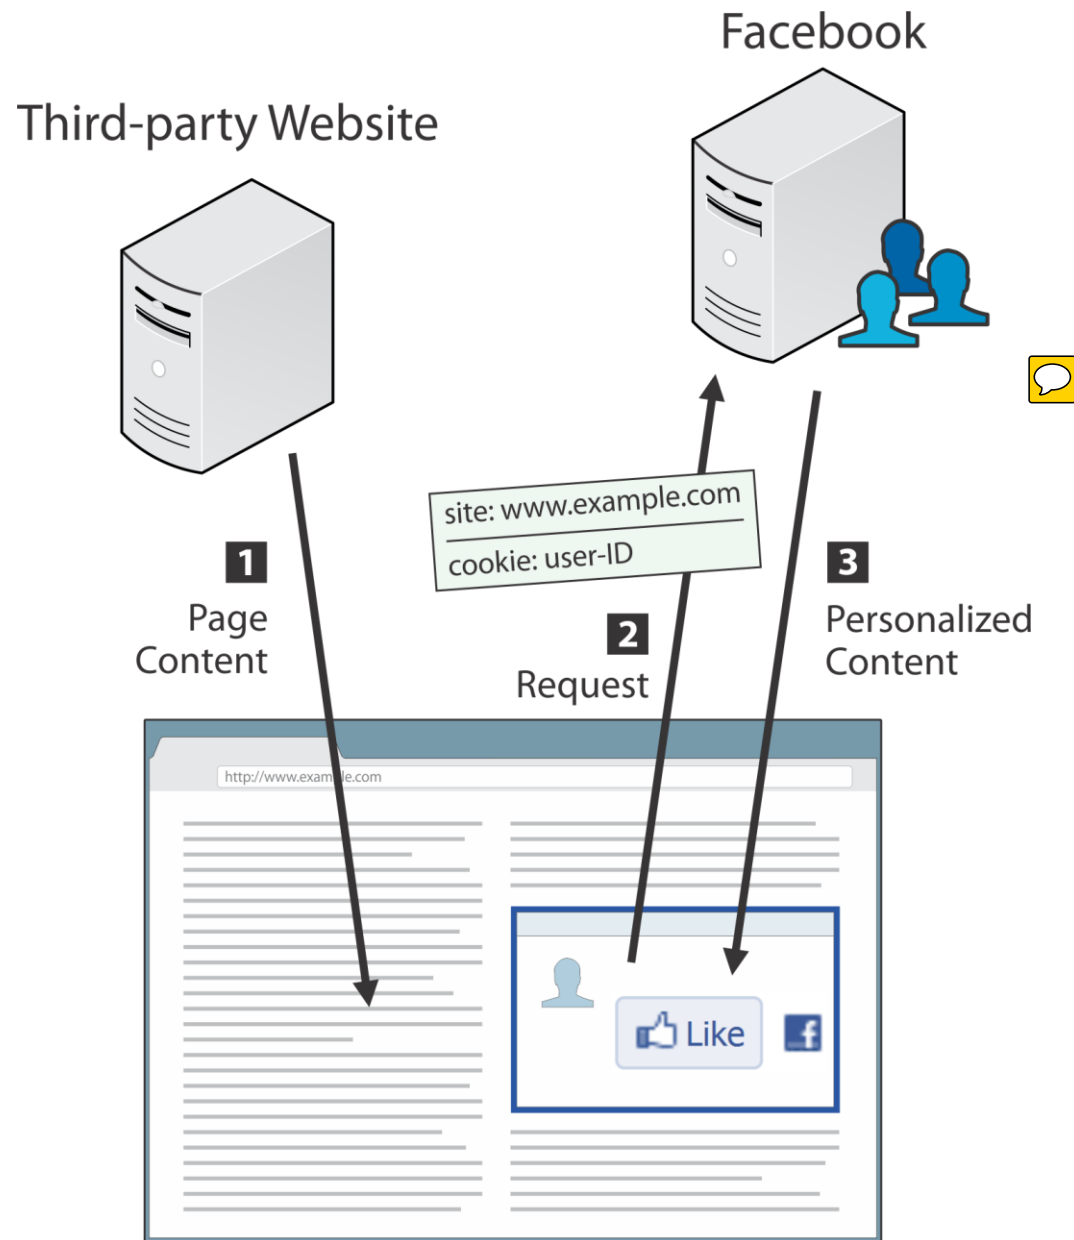 Facebook
Third-party Website
site: www.example.com
cookie: user-ID
1
Page
Content
2
Request
3
Personalized
Content
http://www.example.com
Like
f